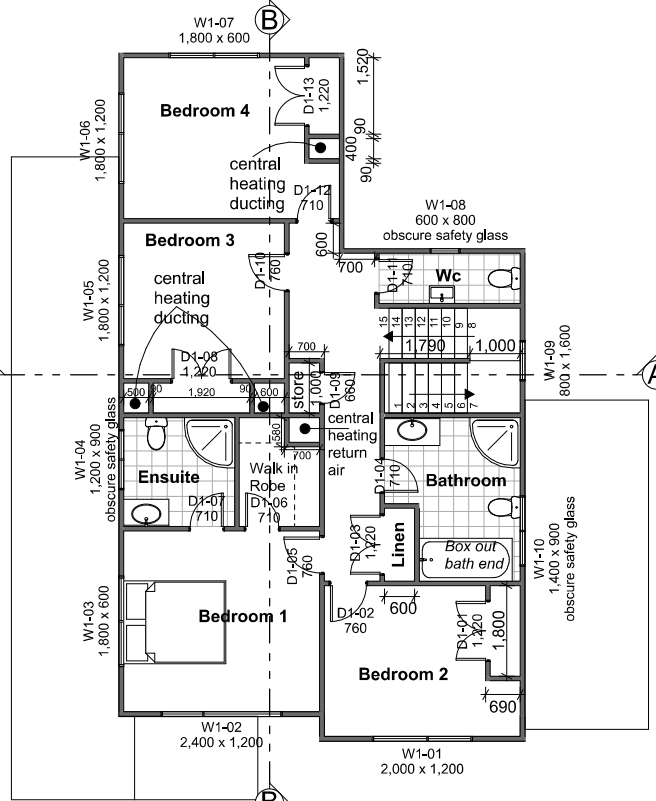 W1-07
1,800 x 600
B
D1-13
1,220
1,520
90
400
90
Bedroom 4
W1-06
1,800 x 1,200
central
heating
ducting
D1-12
710
W1-08
600 x 800
obscure safety glass
600
700
Bedroom 3
D1-10
760
D1-11
710
Wc
W1-05
1,800 x 1,200
central
heating
ducting
15
14
13
12
11
10
9
8
1,790
1,000
W1-09
800 x 1,600
A
D1-08
1,220
700
store
1,000
D1-09
660
500
90
1,920
90
600
1
2
3
4
5
6
7
580
700
central
heating
return
air
W1-04
1,200 x 900
obscure safety glass
Ensuite
Walk in
Robe
D1-06
710
D1-07
710
D1-04
710
Bathroom
D1-05
760
D1-03
1,220
Linen
Box out
bath end
W1-10
1,400 x 900
obscure safety glass
W1-03
1,800 x 600
Bedroom 1
D1-02
760
600
D1-01
1,220
1,800
Bedroom 2
690
W1-02
2,400 x 1,200
W1-01
2,000 x 1,200
B